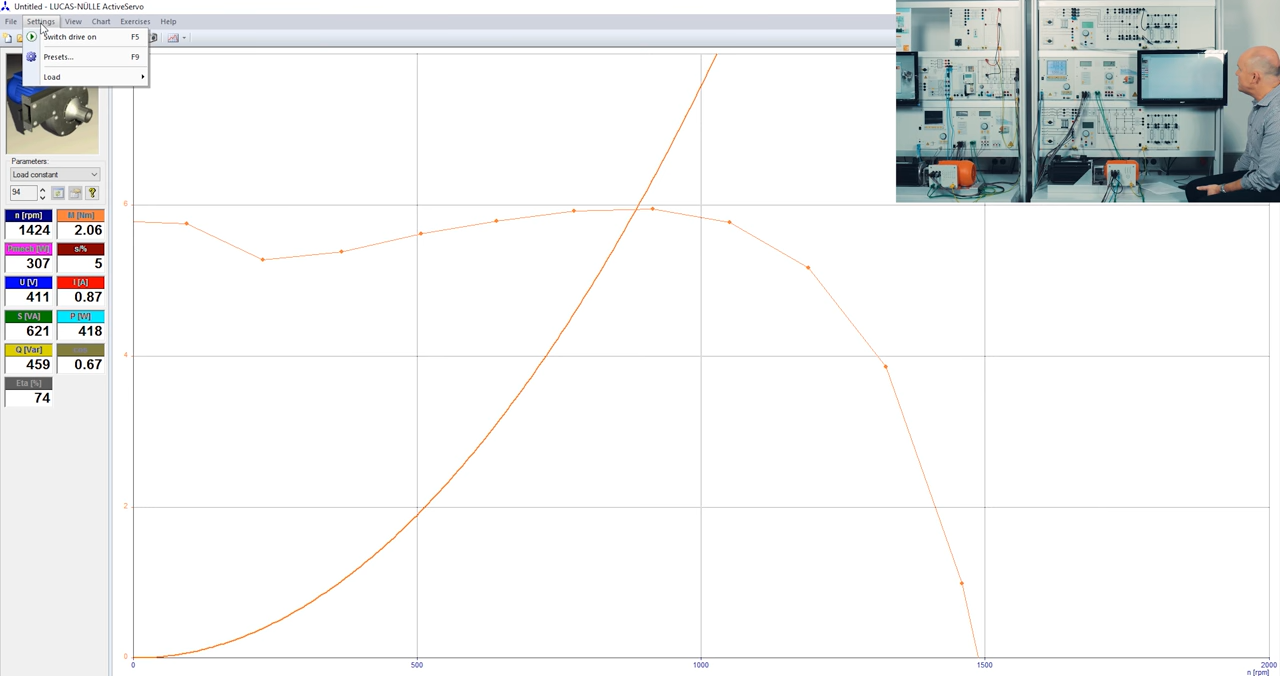 Untitled - LUCAS-NÜLLE ActiveServo
File Settings View Chart Exercises Help
Switch drive on F5
Presets... F9
Load
Parameters:
Load constant
94
n [rpm] M [Nm]
1424 2.06
s/%
307 5
U [V] I [A]
411 0.87
S [VA] P [W]
621 418
Q [Var]
459 0.67
Eta [%]
74
6
4
2
0
0 500 1000 1500 2000
n [rpm]